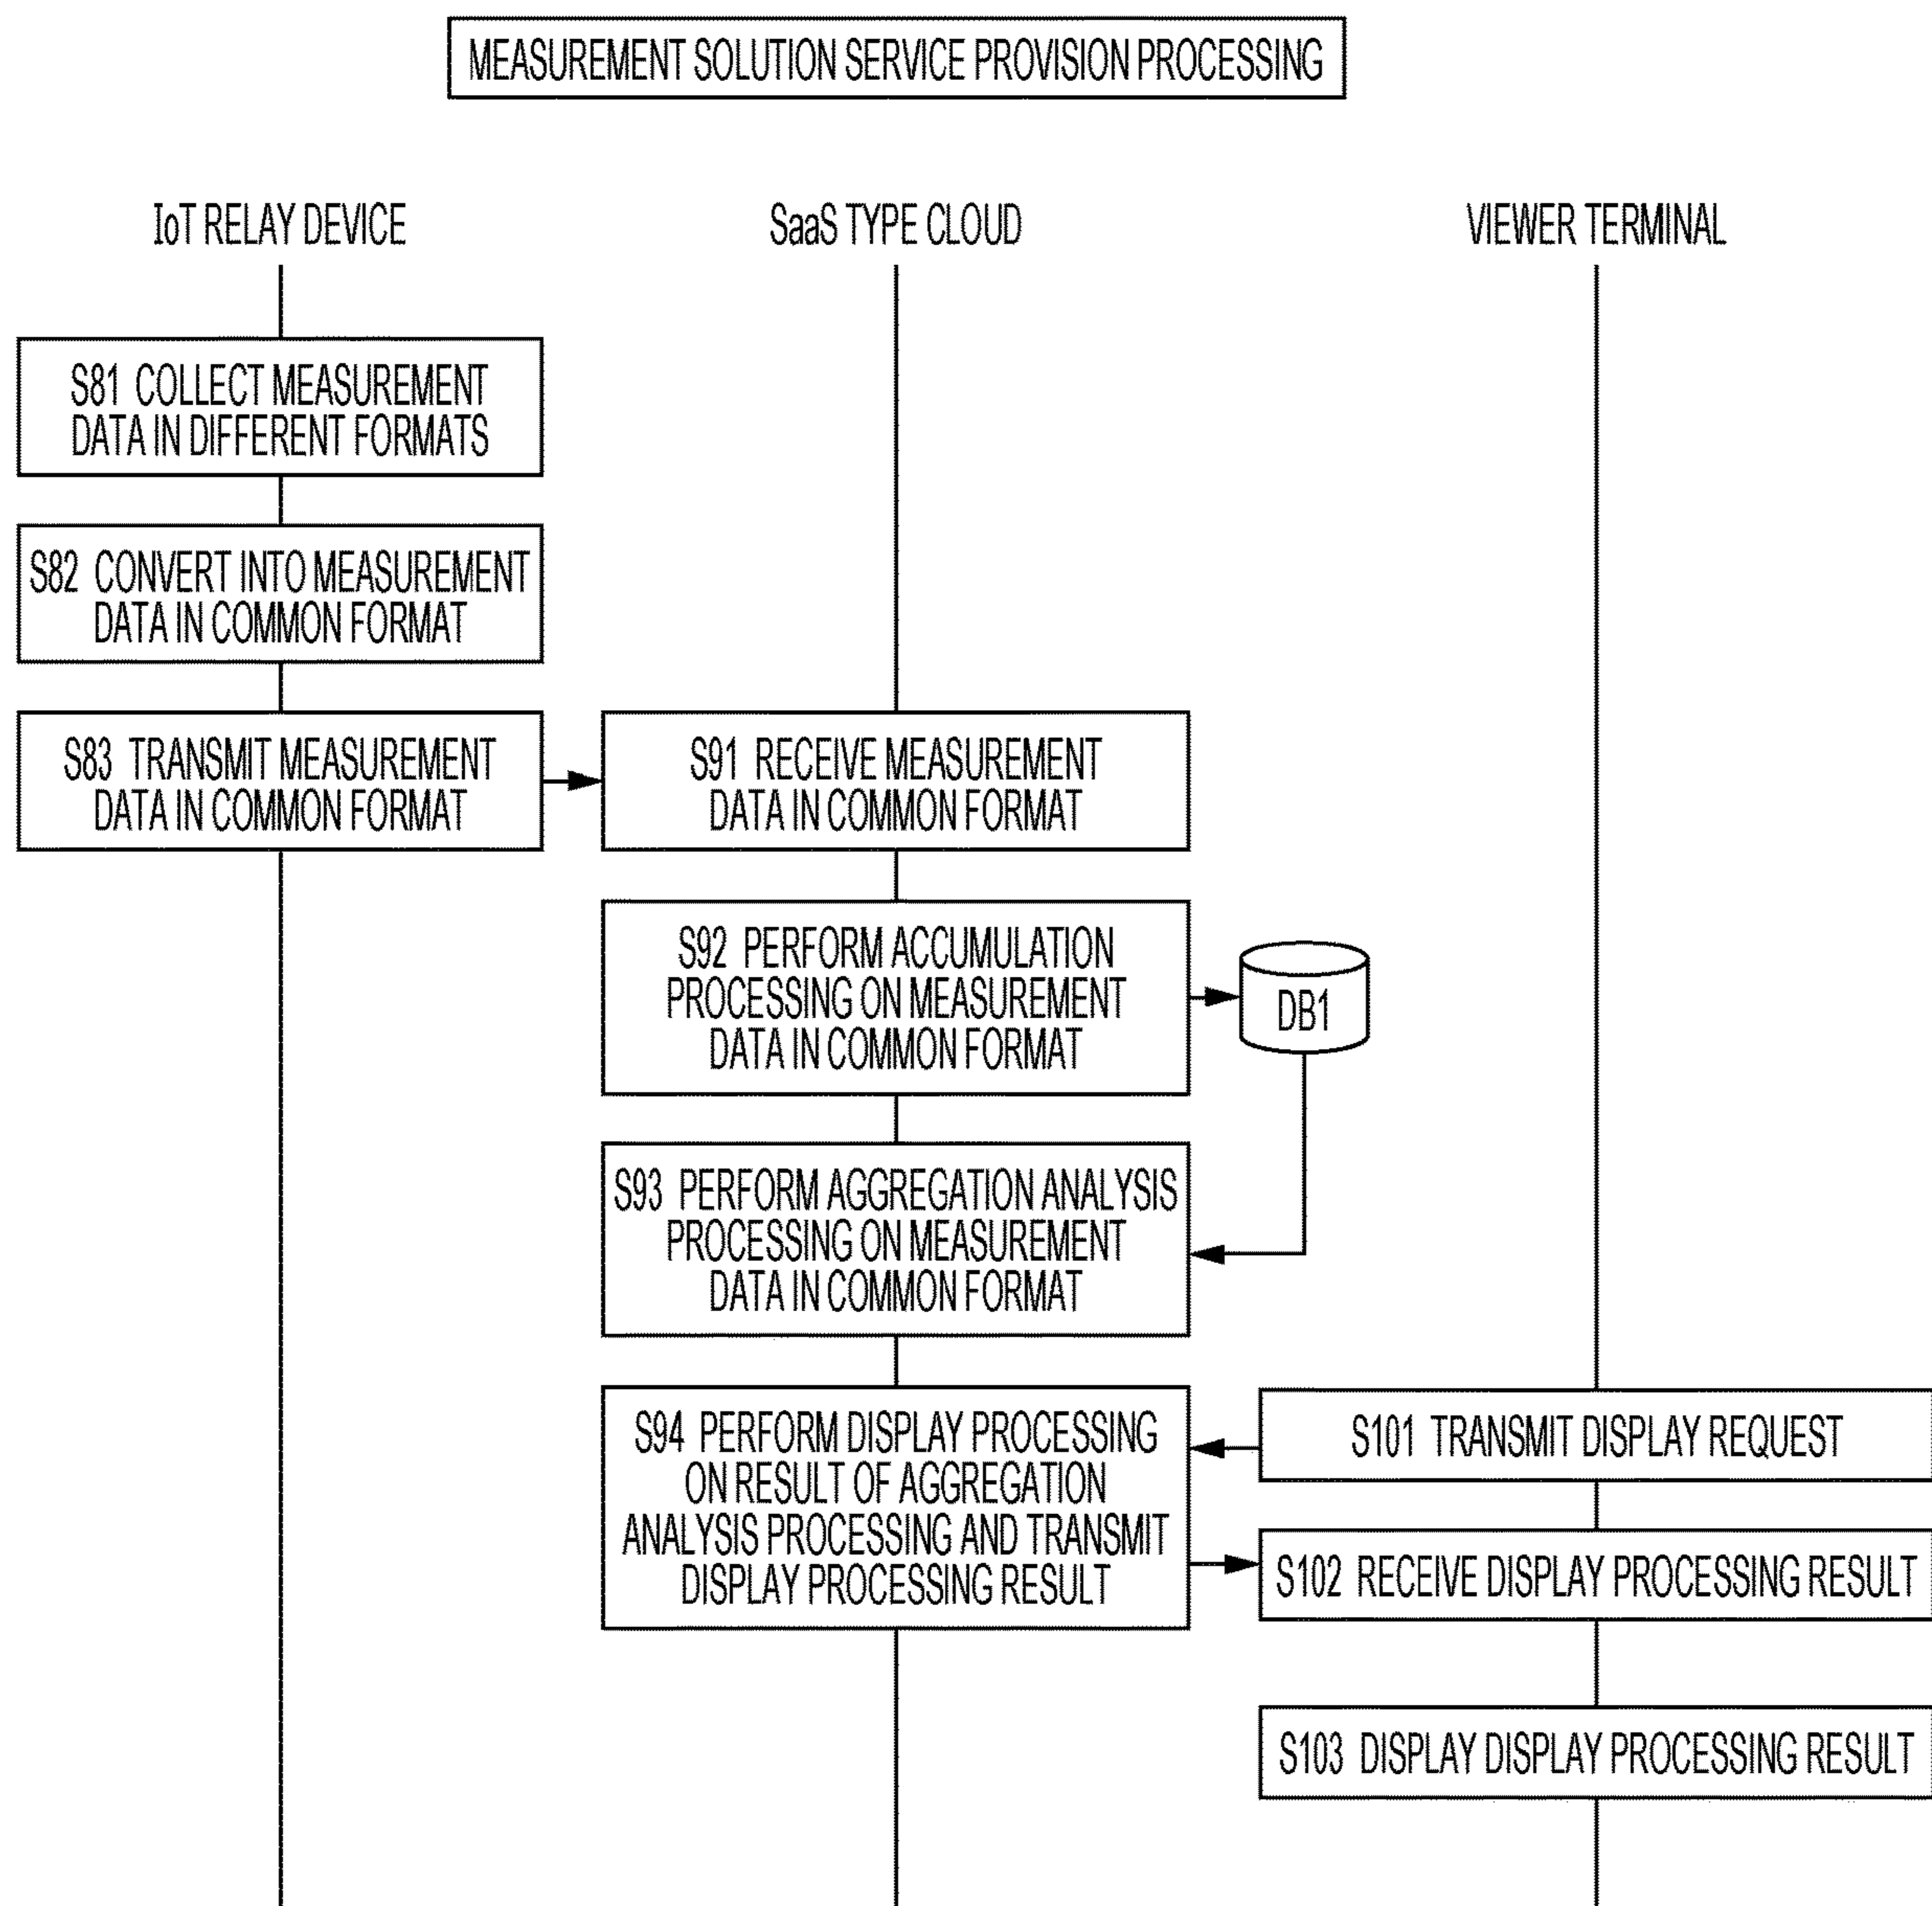 MEASUREMENT SOLUTION SERVICE PROVISION PROCESSING
IoT RELAY DEVICE
SaaS TYPE CLOUD
VIEWER TERMINAL
S81 COLLECT MEASUREMENT
DATA IN DIFFERENT FORMATS
S82 CONVERT INTO MEASUREMENT
DATA IN COMMON FORMAT
S83 TRANSMIT MEASUREMENT
DATA IN COMMON FORMAT
S91 RECEIVE MEASUREMENT
DATA IN COMMON FORMAT
S92 PERFORM ACCUMULATION
PROCESSING ON MEASUREMENT
DATA IN COMMON FORMAT
DB1
S93 PERFORM AGGREGATION ANALYSIS
PROCESSING ON MEASUREMENT
DATA IN COMMON FORMAT
S94 PERFORM DISPLAY PROCESSING
ON RESULT OF AGGREGATION
ANALYSIS PROCESSING AND TRANSMIT
DISPLAY PROCESSING RESULT
S101 TRANSMIT DISPLAY REQUEST
S102 RECEIVE DISPLAY PROCESSING RESULT
S103 DISPLAY DISPLAY PROCESSING RESULT